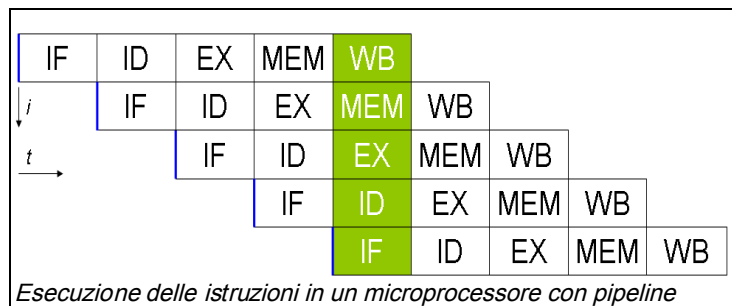 IF ID EX MEM WB
i IF ID EX MEM WB
t IF ID EX MEM WB
IF ID EX MEM WB
IF ID EX MEM WB
Esecuzione delle istruzioni in un microprocessore con pipeline